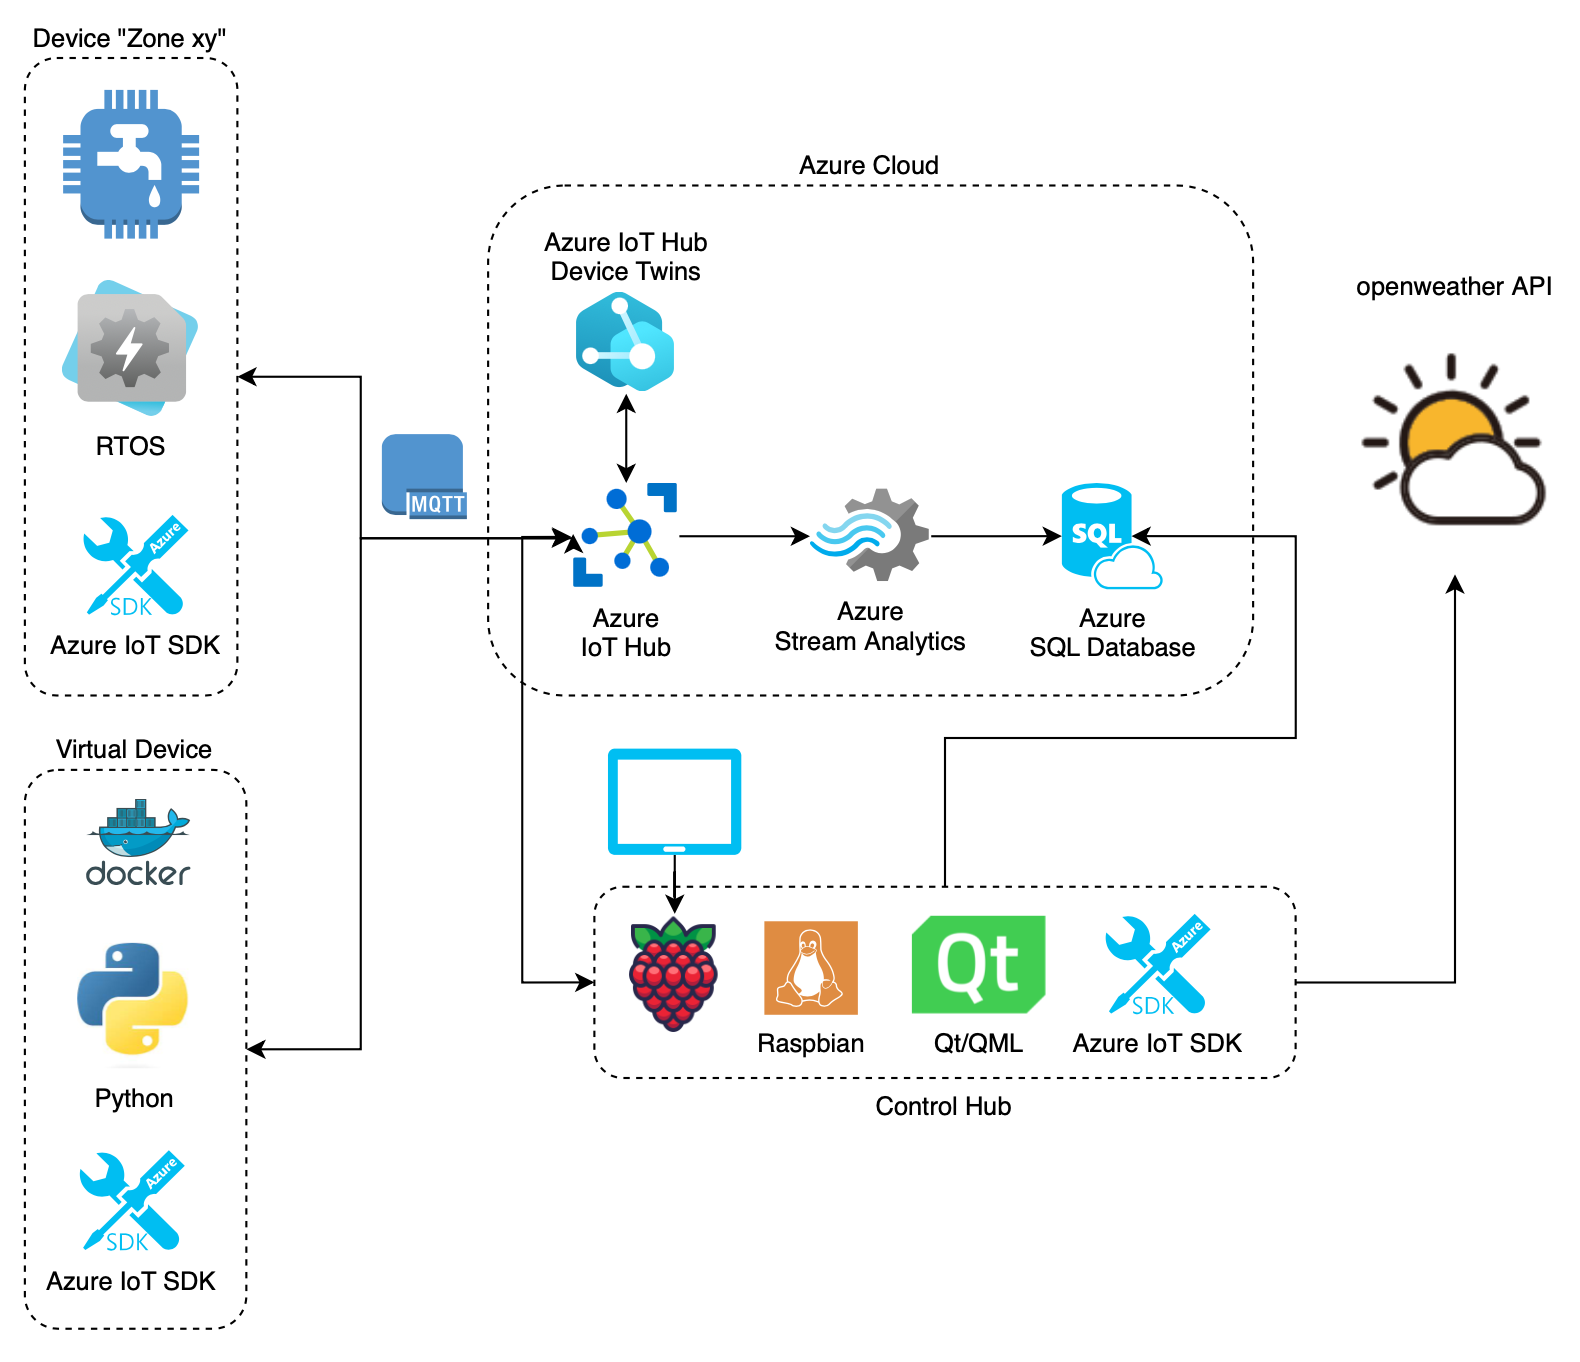 Device "Zone xy"
RTOS
Azure
SDK
Azure IoT SDK
MQTT
Azure Cloud
Azure IoT Hub
Device Twins
Azure
IoT Hub
Azure
Stream Analytics
SQL
Azure
SQL Database
openweather API
Virtual Device
docker
Python
Azure
SDK
Azure IoT SDK
Raspbian
Qt
Qt/QML
Azure
SDK
Azure IoT SDK
Control Hub